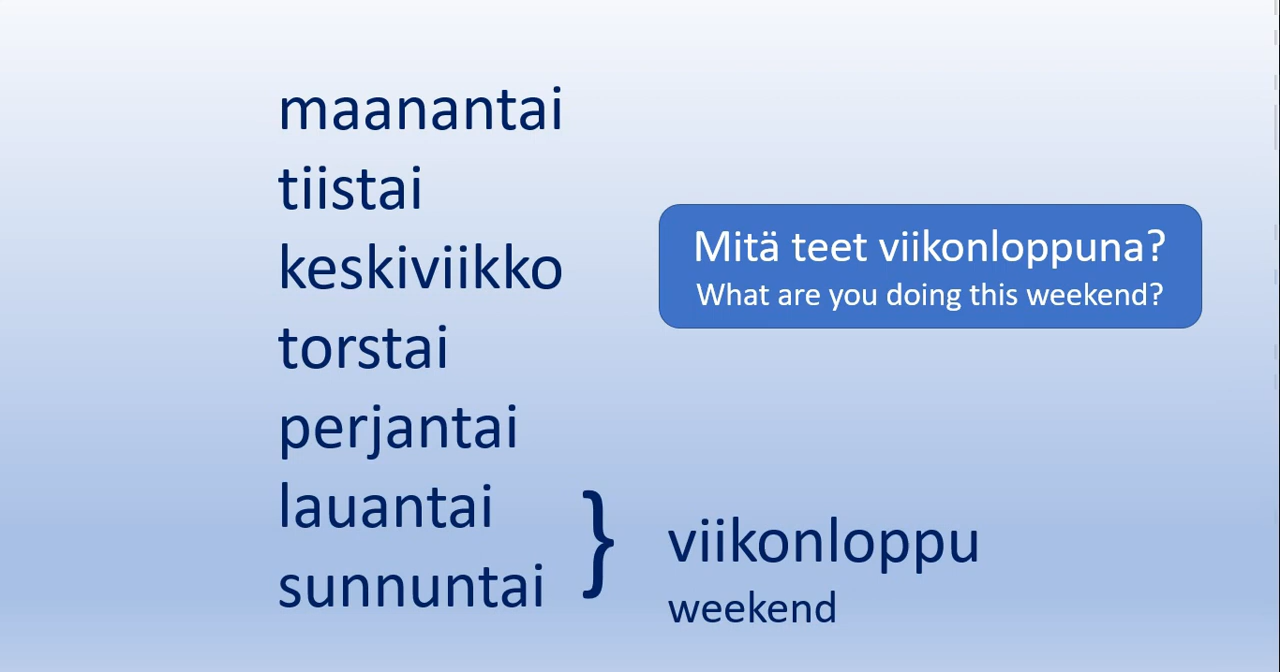 maanantai
tiistai
keskiviikko
torstai
perjantai
lauantai
sunnuntai
}
viikonloppu
weekend
Mitä teet viikonloppuna?
What are you doing this weekend?